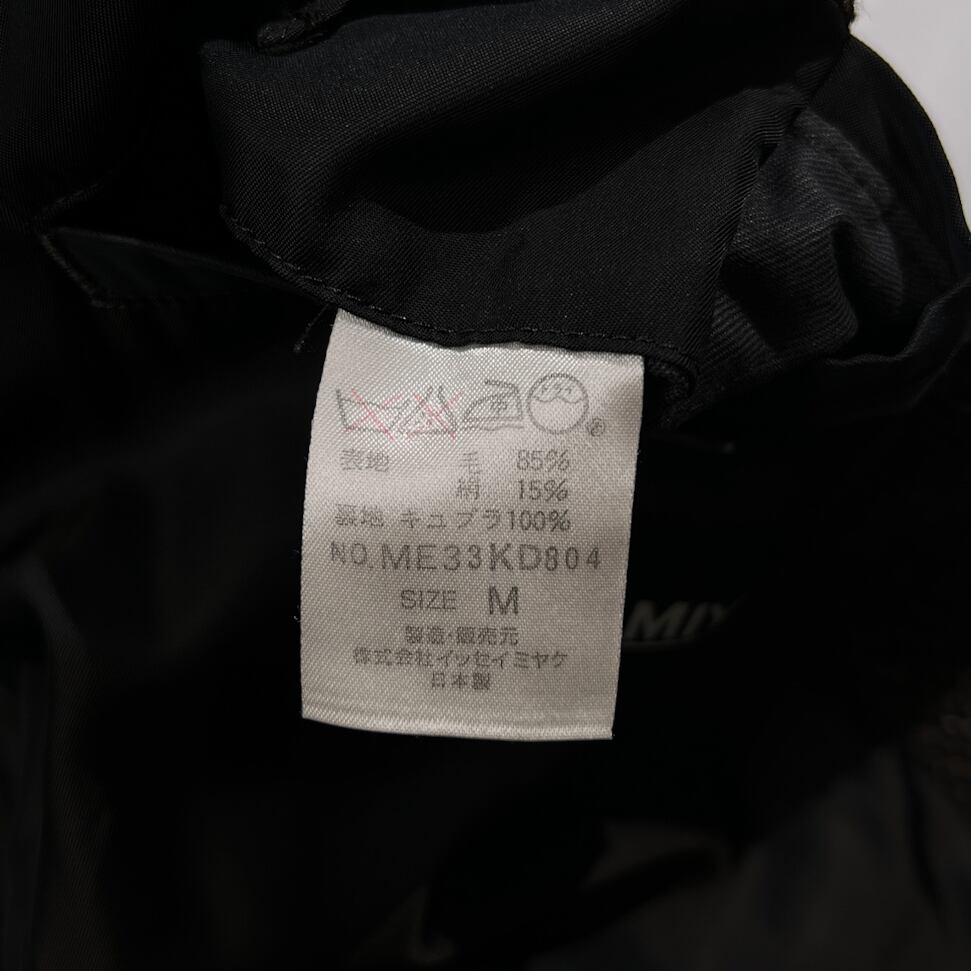 表地 毛 85%
綿 15%
裏地 キュプラ100%
NO.ME33KD804
SIZE M
製造・販売元
株式会社イッセイミヤケ
日本製